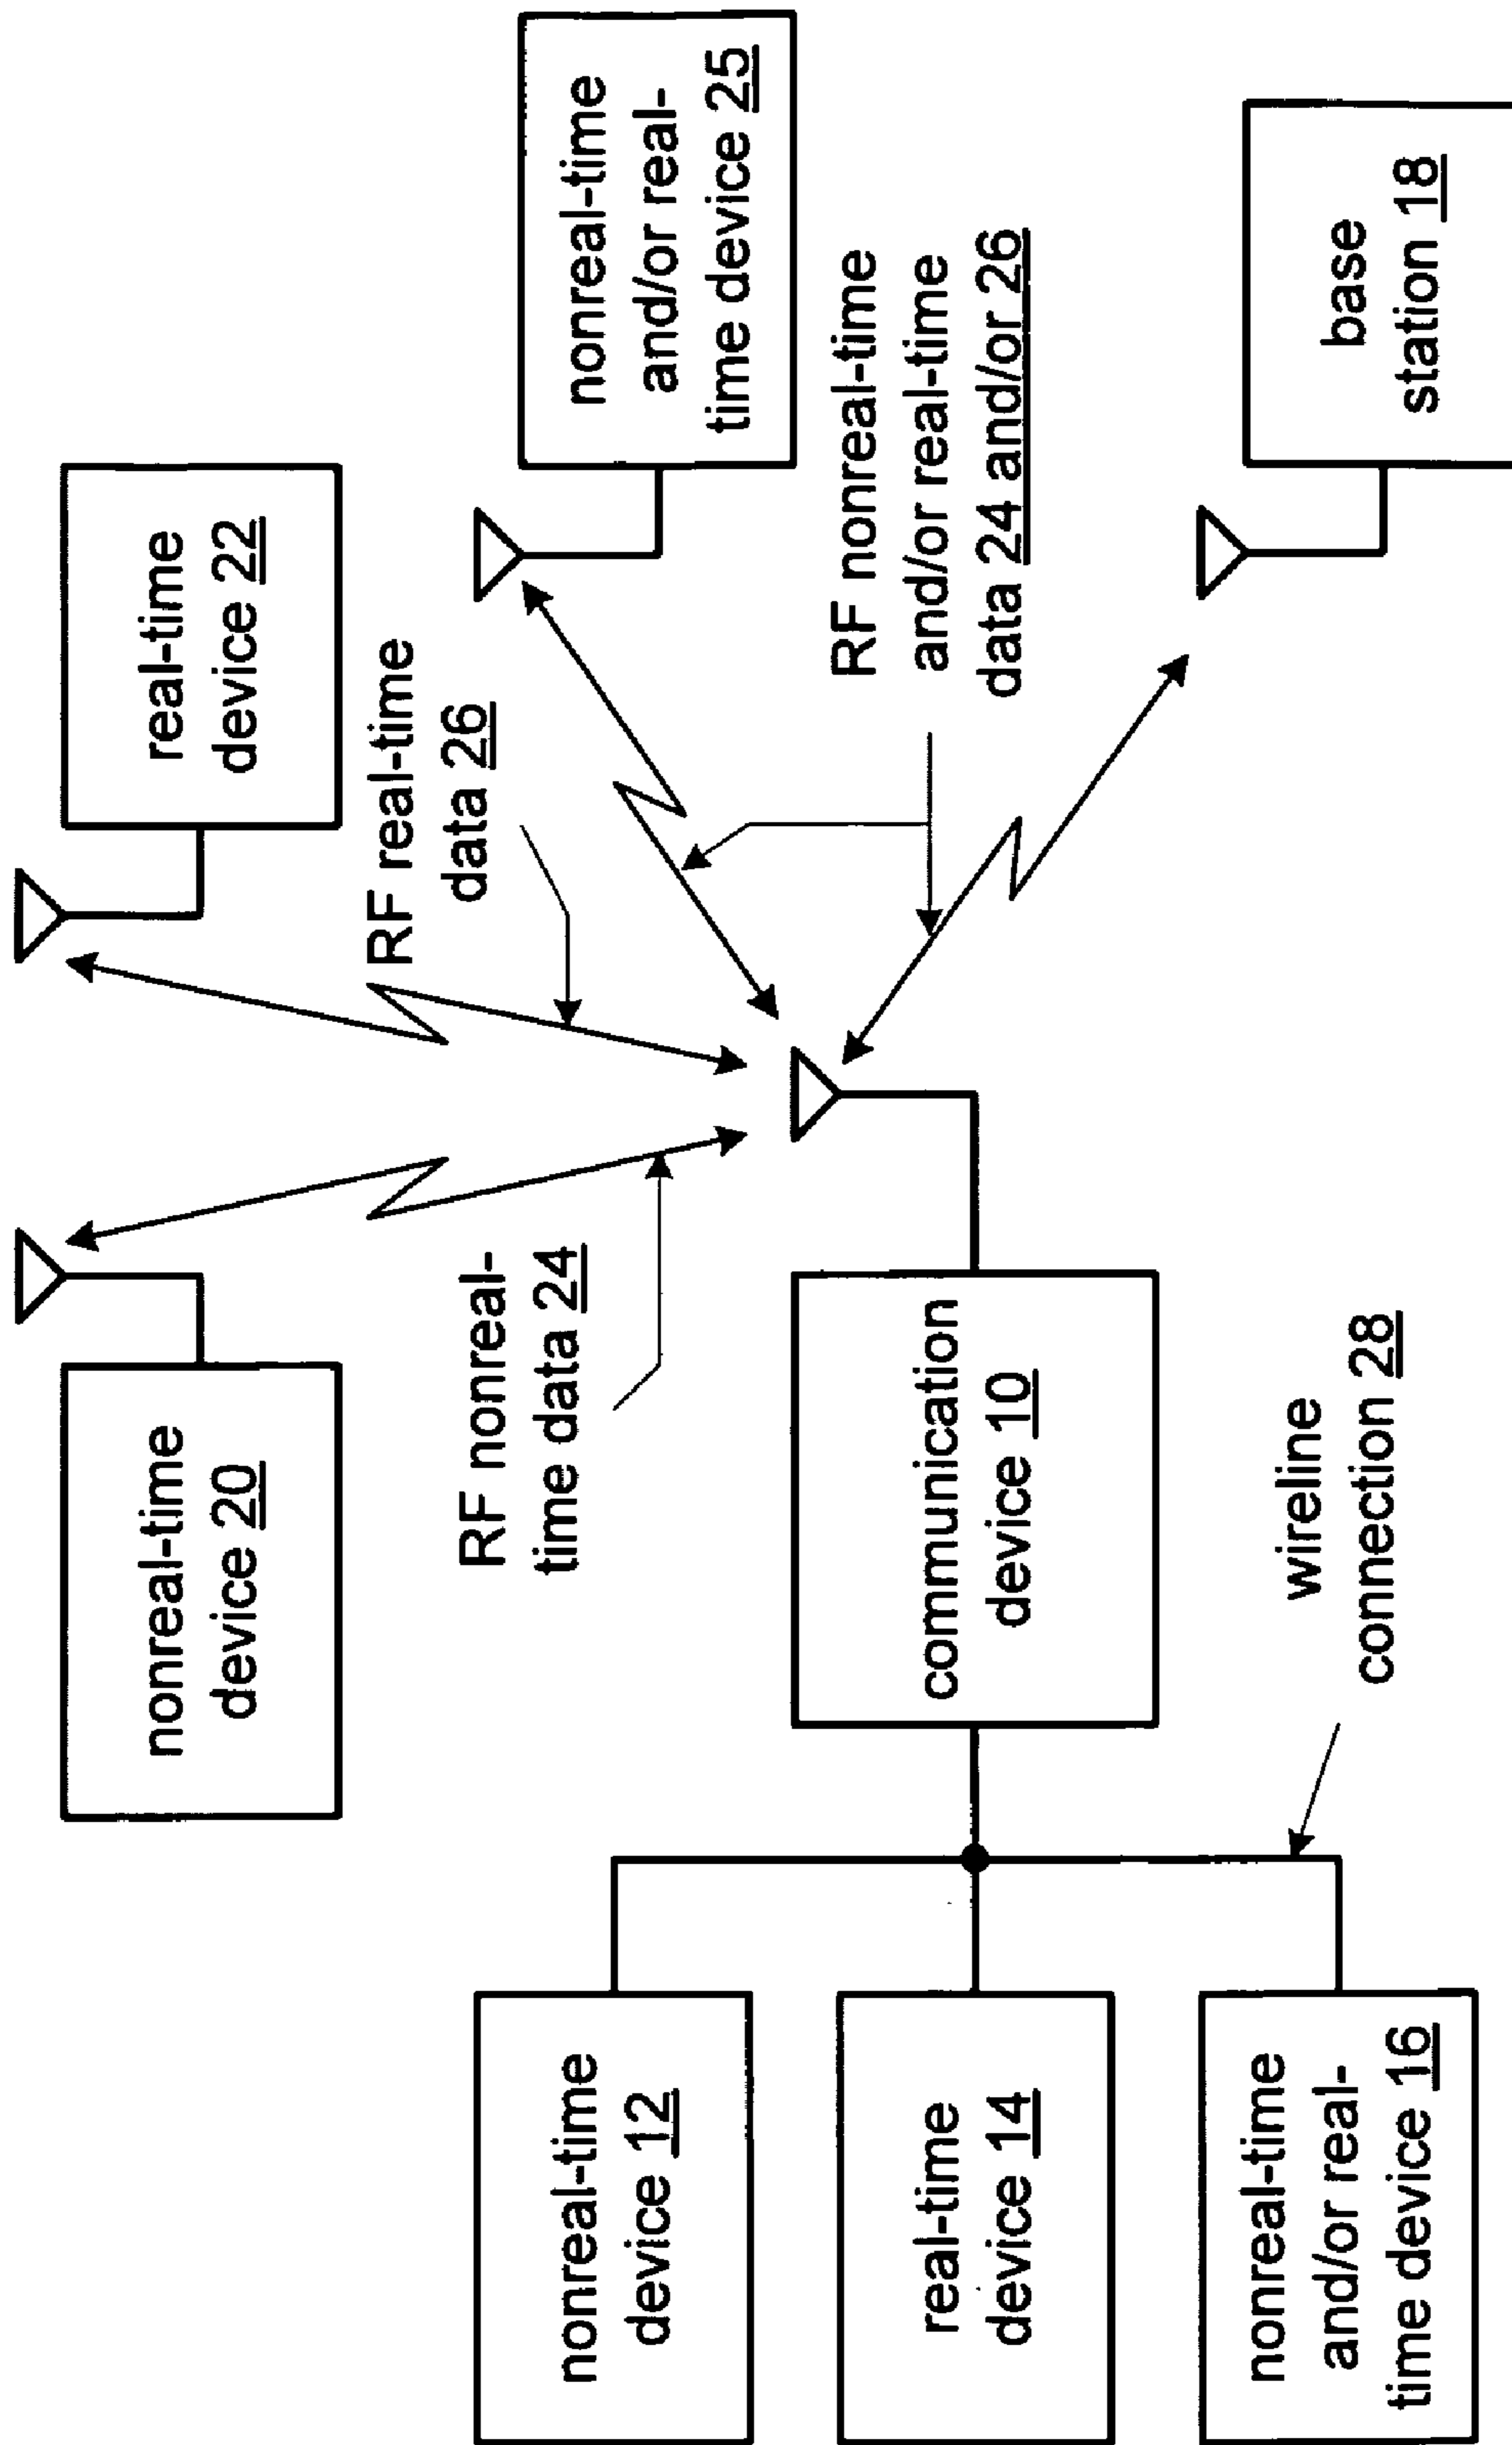 nonreal-time
device 20
real-time
device 22
RF nonreal-
time data 24
RF real-time
data 26
nonreal-time
and/or real-
time device 25
nonreal-time
device 12
communication
device 10
RF nonreal-time
and/or real-time
data 24 and/or 26
real-time
device 14
nonreal-time
and/or real-
time device 16
wireline
connection 28
base
station 18